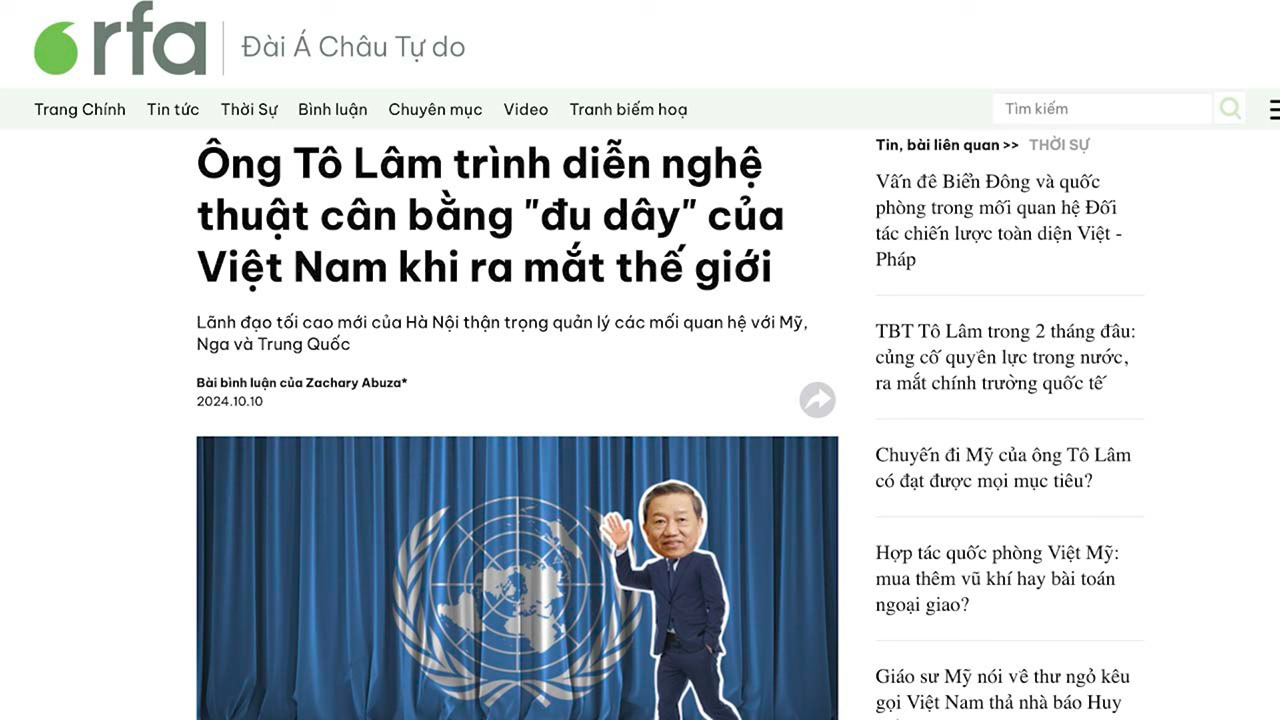 rfa
Đài Á Châu Tự do
Trang Chính Tin tức Thời Sự Bình luận Chuyên mục Video Tranh biếm hoạ
Tìm kiếm
Ông Tô Lâm trình diễn nghệ
thuật cân bằng "đu dây" của
Việt Nam khi ra mắt thế giới
Lãnh đạo tối cao mới của Hà Nội thận trọng quản lý các mối quan hệ với Mỹ,
Nga và Trung Quốc
Bài bình luận của Zachary Abuza*
2024.10.10
Tin, bài liên quan >> THỜI SỰ
Vấn đề Biển Đông và quốc
phòng trong mối quan hệ Đối
tác chiến lược toàn diện Việt -
Pháp
TBT Tô Lâm trong 2 tháng đầu:
củng cố quyền lực trong nước,
ra mắt chính trường quốc tế
Chuyến đi Mỹ của ông Tô Lâm
có đạt được mọi mục tiêu?
Hợp tác quốc phòng Việt Mỹ:
mua thêm vũ khí hay bài toán
ngoại giao?
Giáo sư Mỹ nói về thư ngỏ kêu
gọi Việt Nam thả nhà báo Huy